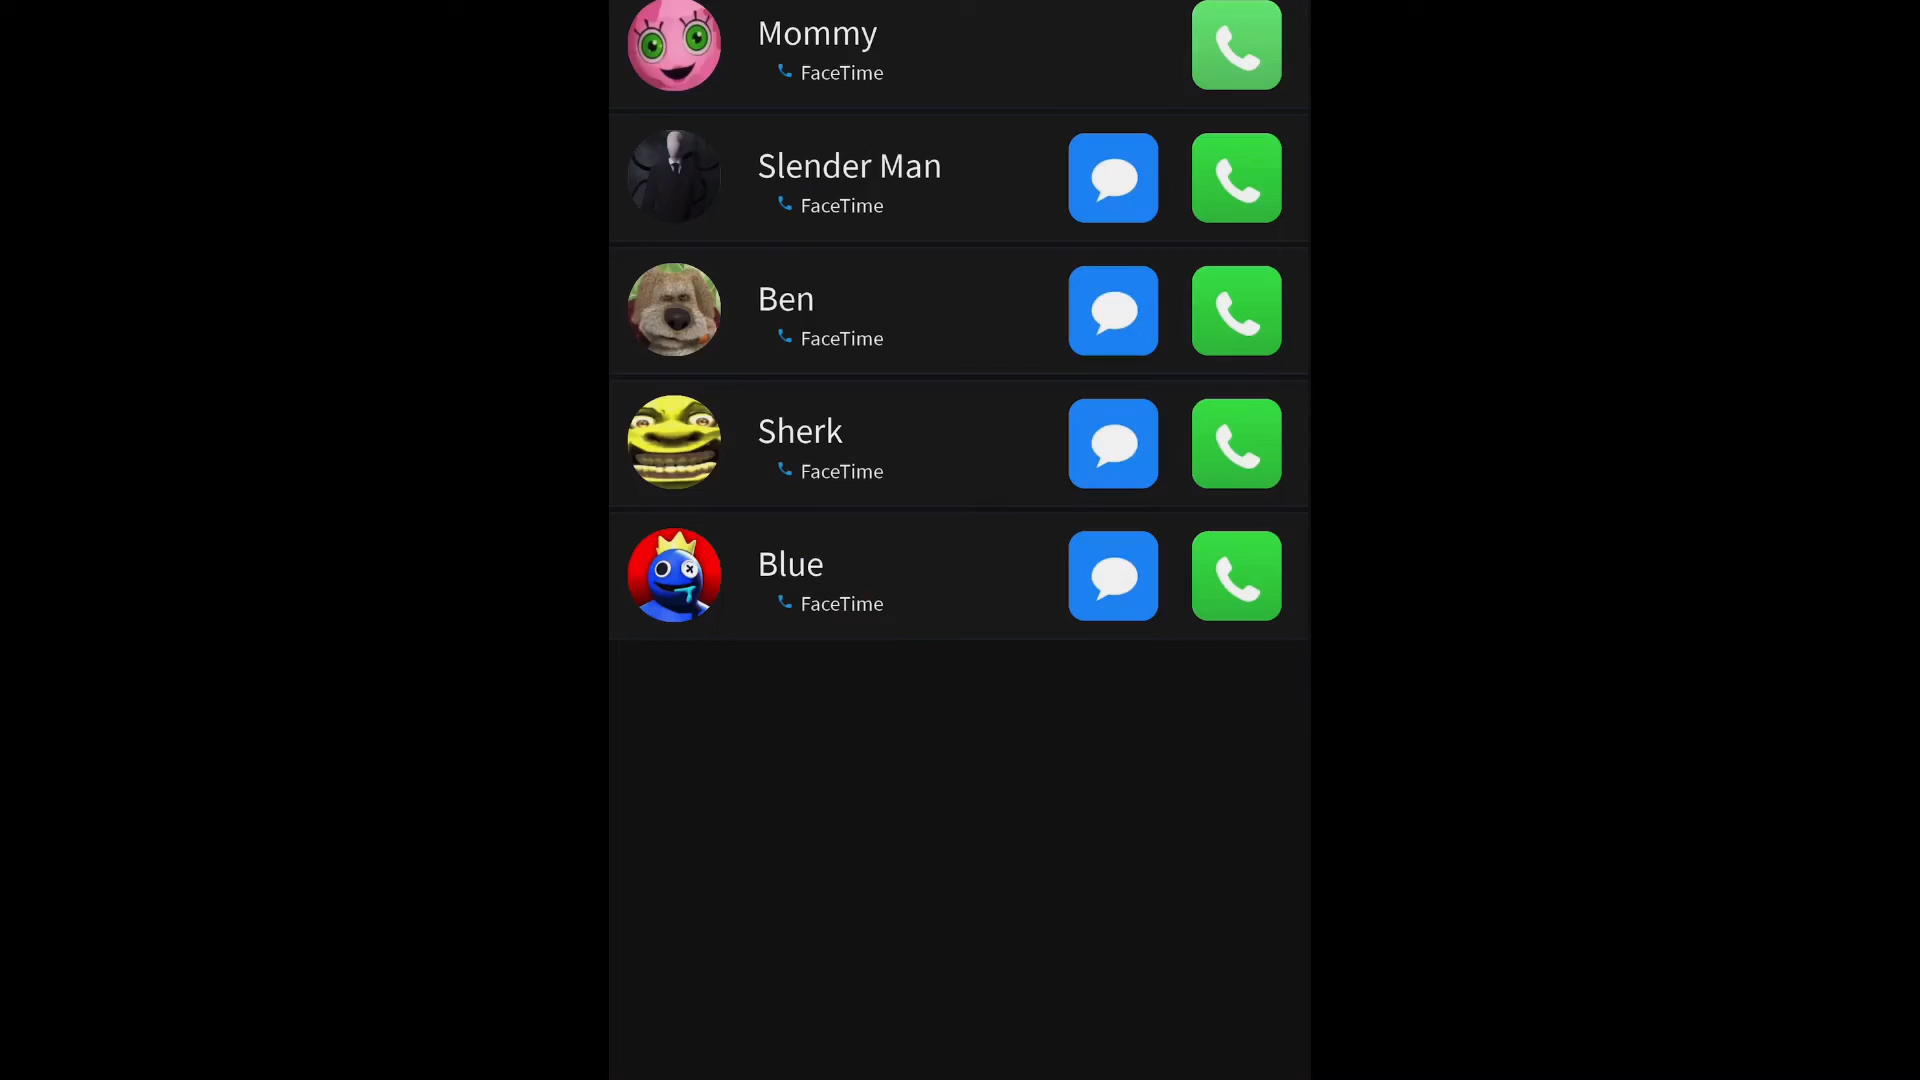 Mommy
FaceTime
Slender Man
FaceTime
Ben
FaceTime
Sherk
FaceTime
Blue
FaceTime